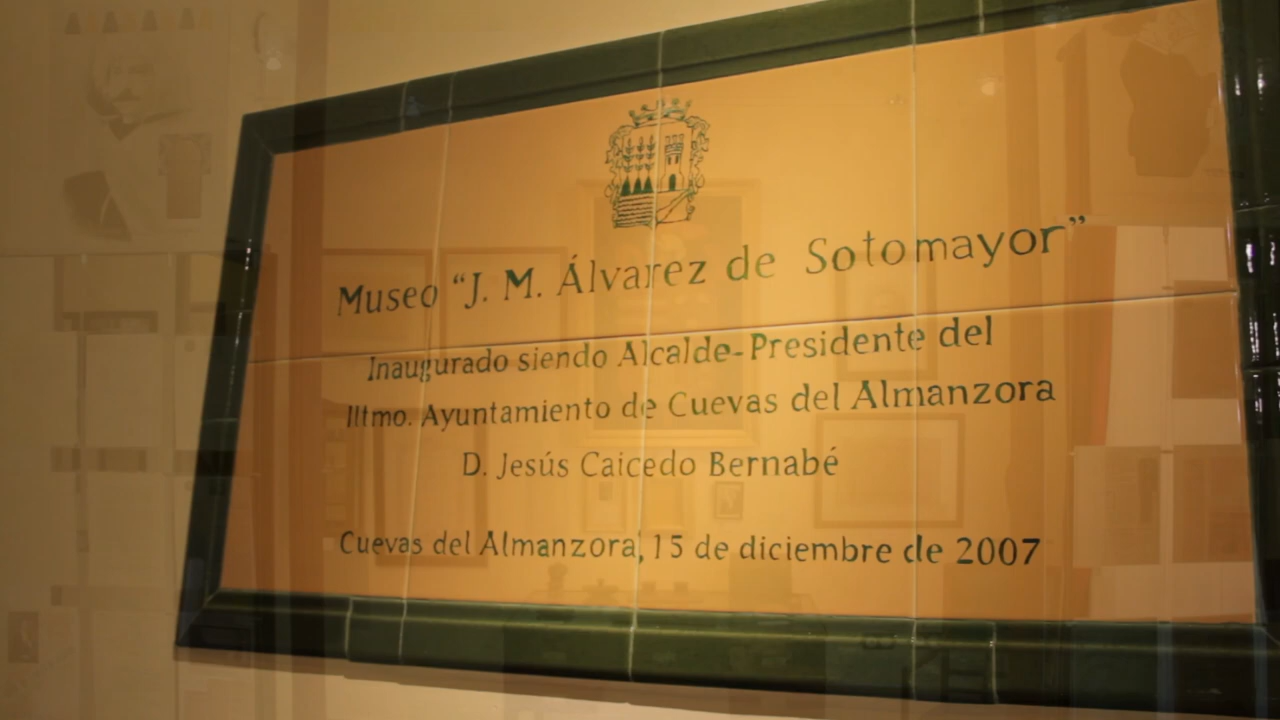 Museo “J. M. Álvarez de Sotomayor”
Inaugurado siendo Alcalde-Presidente del
Iltmo. Ayuntamiento de Cuevas del Almanzora
D. Jesús Caicedo Bernabé
Cuevas del Almanzora, 15 de diciembre de 2007